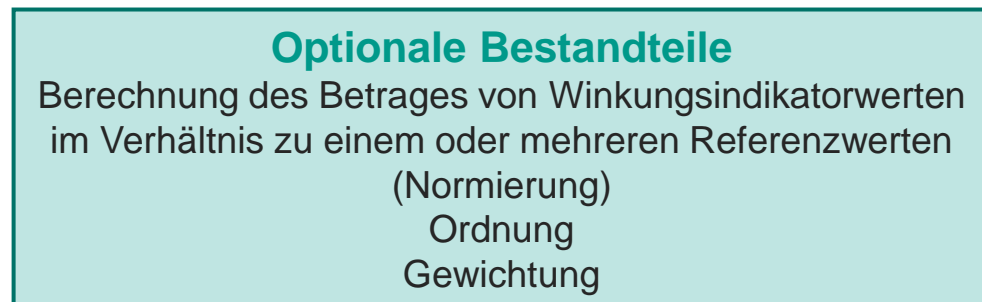 Optionale Bestandteile
Berechnung des Betrages von Winkungsindikatorwerten
im Verhältnis zu einem oder mehreren Referenzwerten
(Normierung)
Ordnung
Gewichtung